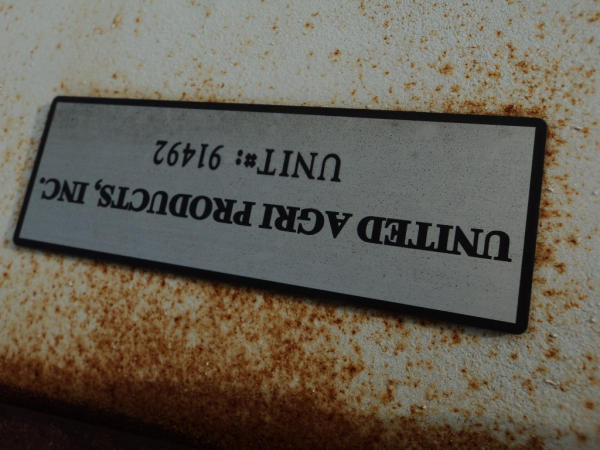 UNITED AGRI PRODUCTS, INC.
UNIT#: 91492